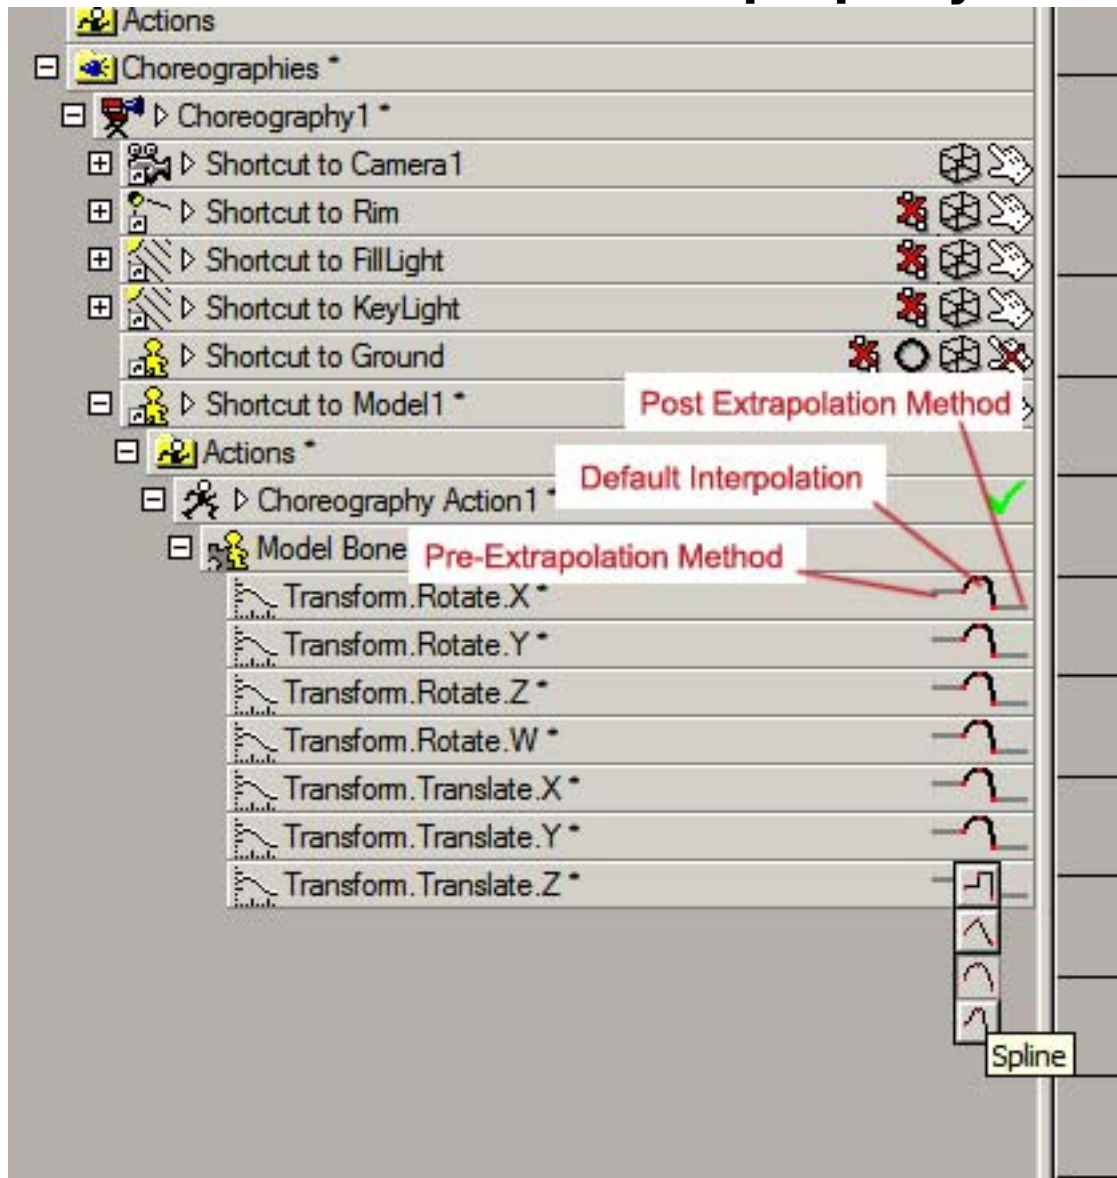 Actions
Choreographies *
Choreography1 *
Shortcut to Camera1
Shortcut to Rim
Shortcut to FillLight
Shortcut to KeyLight
Shortcut to Ground
Shortcut to Model1 *
Post Extrapolation Method
Actions *
Default Interpolation
Choreography Action1 *
Model Bone
Pre-Extrapolation Method
Transform.Rotate.X *
Transform.Rotate.Y *
Transform.Rotate.Z *
Transform.Rotate.W *
Transform.Translate.X *
Transform.Translate.Y *
Transform.Translate.Z *
Spline